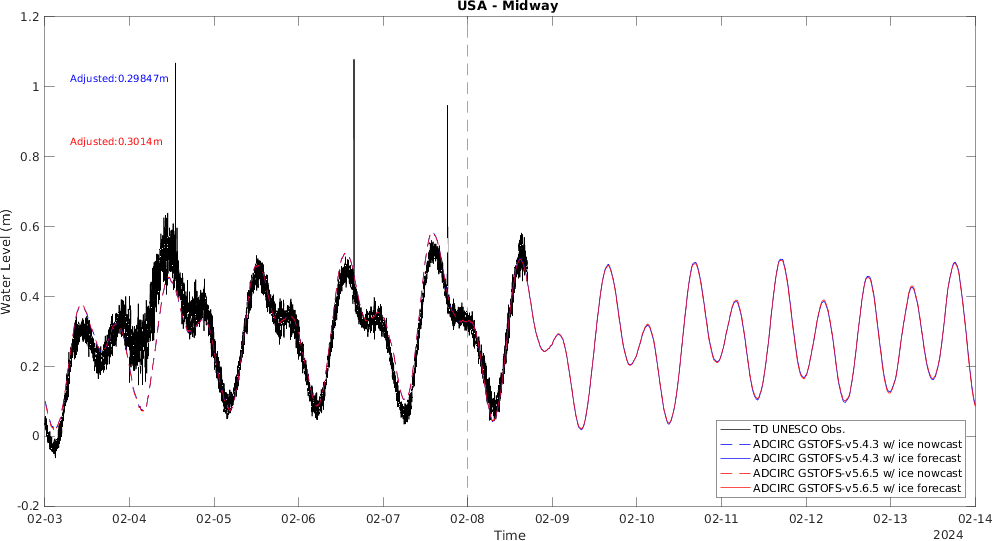 USA - Midway
1.2
1
0.8
0.6
0.4
0.2
0
-0.2
Water Level (m)
Adjusted:0.29847m
Adjusted:0.3014m
TD UNESCO Obs.
ADCIRC GSTOFS-v5.4.3 w/ ice nowcast
ADCIRC GSTOFS-v5.4.3 w/ ice forecast
ADCIRC GSTOFS-v5.6.5 w/ ice nowcast
ADCIRC GSTOFS-v5.6.5 w/ ice forecast
02-03 02-04 02-05 02-06 02-07 02-08 02-09 02-10 02-11 02-12 02-13 02-14
Time
2024